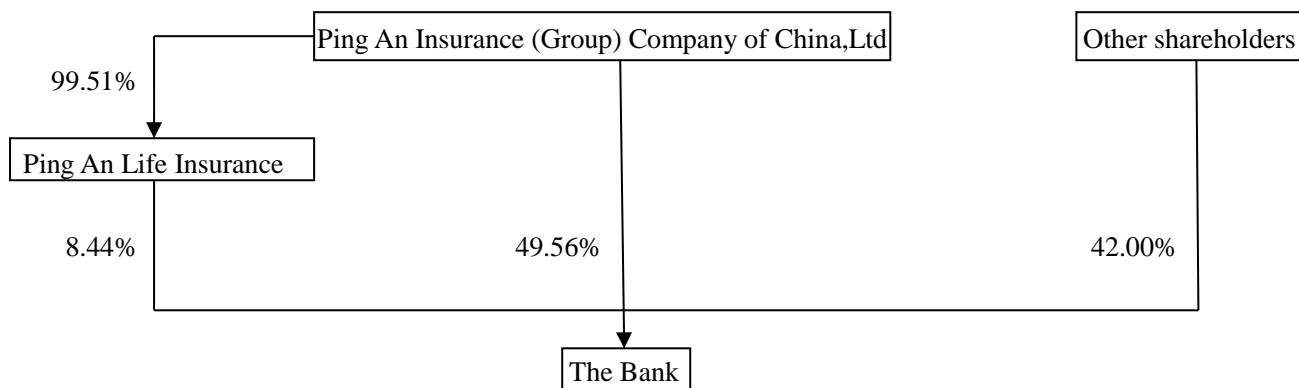 Ping An Insurance (Group) Company of China,Ltd
Other shareholders
99.51%
Ping An Life Insurance
8.44%
49.56%
42.00%
The Bank